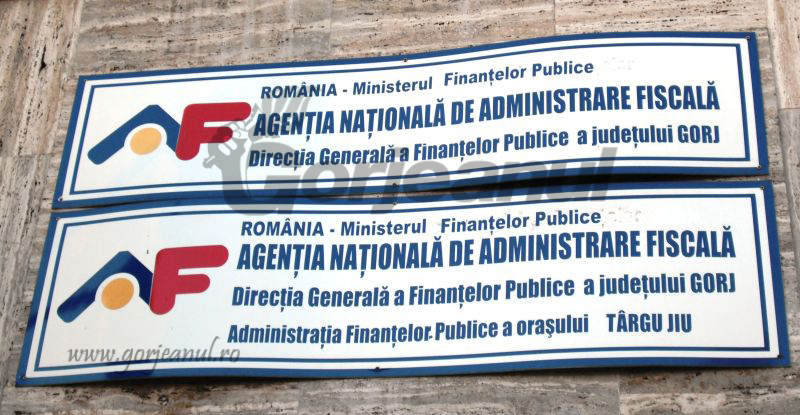 ROMÂNIA - Ministerul Finanțelor Publice
AGENȚIA NAȚIONALĂ DE ADMINISTRARE FISCALĂ
Direcția Generală a Finanțelor Publice a județului GORJ
AF
Gorjeanul
ROMÂNIA - Ministerul Finanțelor Publice
AGENȚIA NAȚIONALĂ DE ADMINISTRARE FISCALĂ
Direcția Generală a Finanțelor Publice a județului GORJ
Administrația Finanțelor Publice a orașului TÂRGU JIU
AF
www.gorjeanul.ro